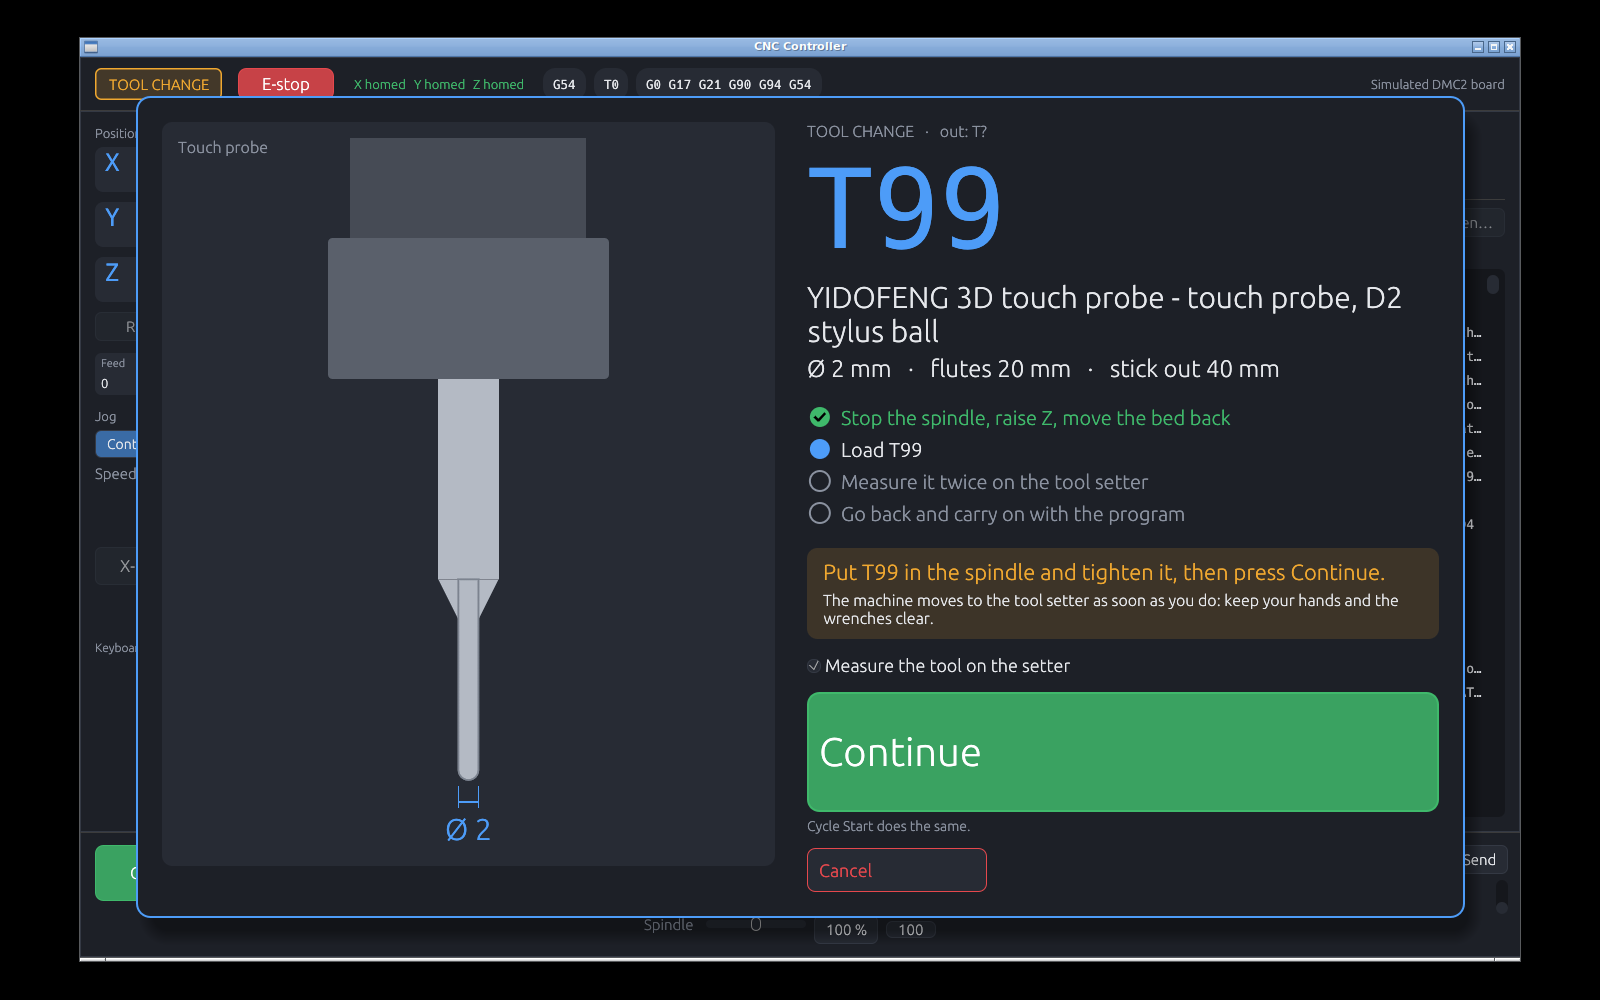 CNC Controller
TOOL CHANGE
E-stop
X homed Y homed Z homed
G54
T0
G0 G17 G21 G90 G94 G54
Simulated DMC2 board
Position
X
Y
Z
R
Feed
0
Jog
Cont
Speed
X-
Keyboar
Touch probe
Ø 2
TOOL CHANGE · out: T?
T99
YIDOFENG 3D touch probe - touch probe, D2
stylus ball
Ø 2 mm · flutes 20 mm · stick out 40 mm
Stop the spindle, raise Z, move the bed back
Load T99
Measure it twice on the tool setter
Go back and carry on with the program
Put T99 in the spindle and tighten it, then press Continue.
The machine moves to the tool setter as soon as you do: keep your hands and the
wrenches clear.
Measure the tool on the setter
Continue
Cycle Start does the same.
Cancel
en...
h...
t...
h...
o...
t...
e...
9...
4
o...
T...
Send
Spindle
100 %
100